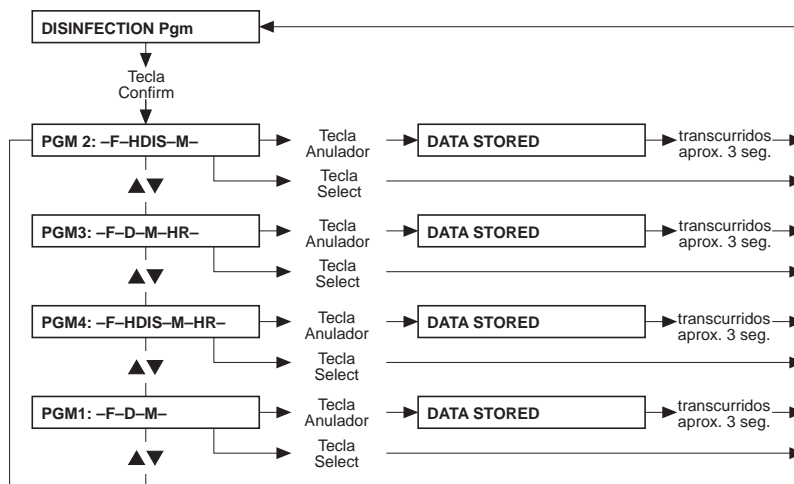 DISINFECTION Pgm
Tecla
Confirm
PGM 2: –F–HDIS–M–
Tecla
Anulador
DATA STORED
transcurridos
aprox. 3 seg.
Tecla
Select
PGM3: –F–D–M–HR–
Tecla
Anulador
DATA STORED
transcurridos
aprox. 3 seg.
Tecla
Select
PGM4: –F–HDIS–M–HR–
Tecla
Anulador
DATA STORED
transcurridos
aprox. 3 seg.
Tecla
Select
PGM1: –F–D–M–
Tecla
Anulador
DATA STORED
transcurridos
aprox. 3 seg.
Tecla
Select